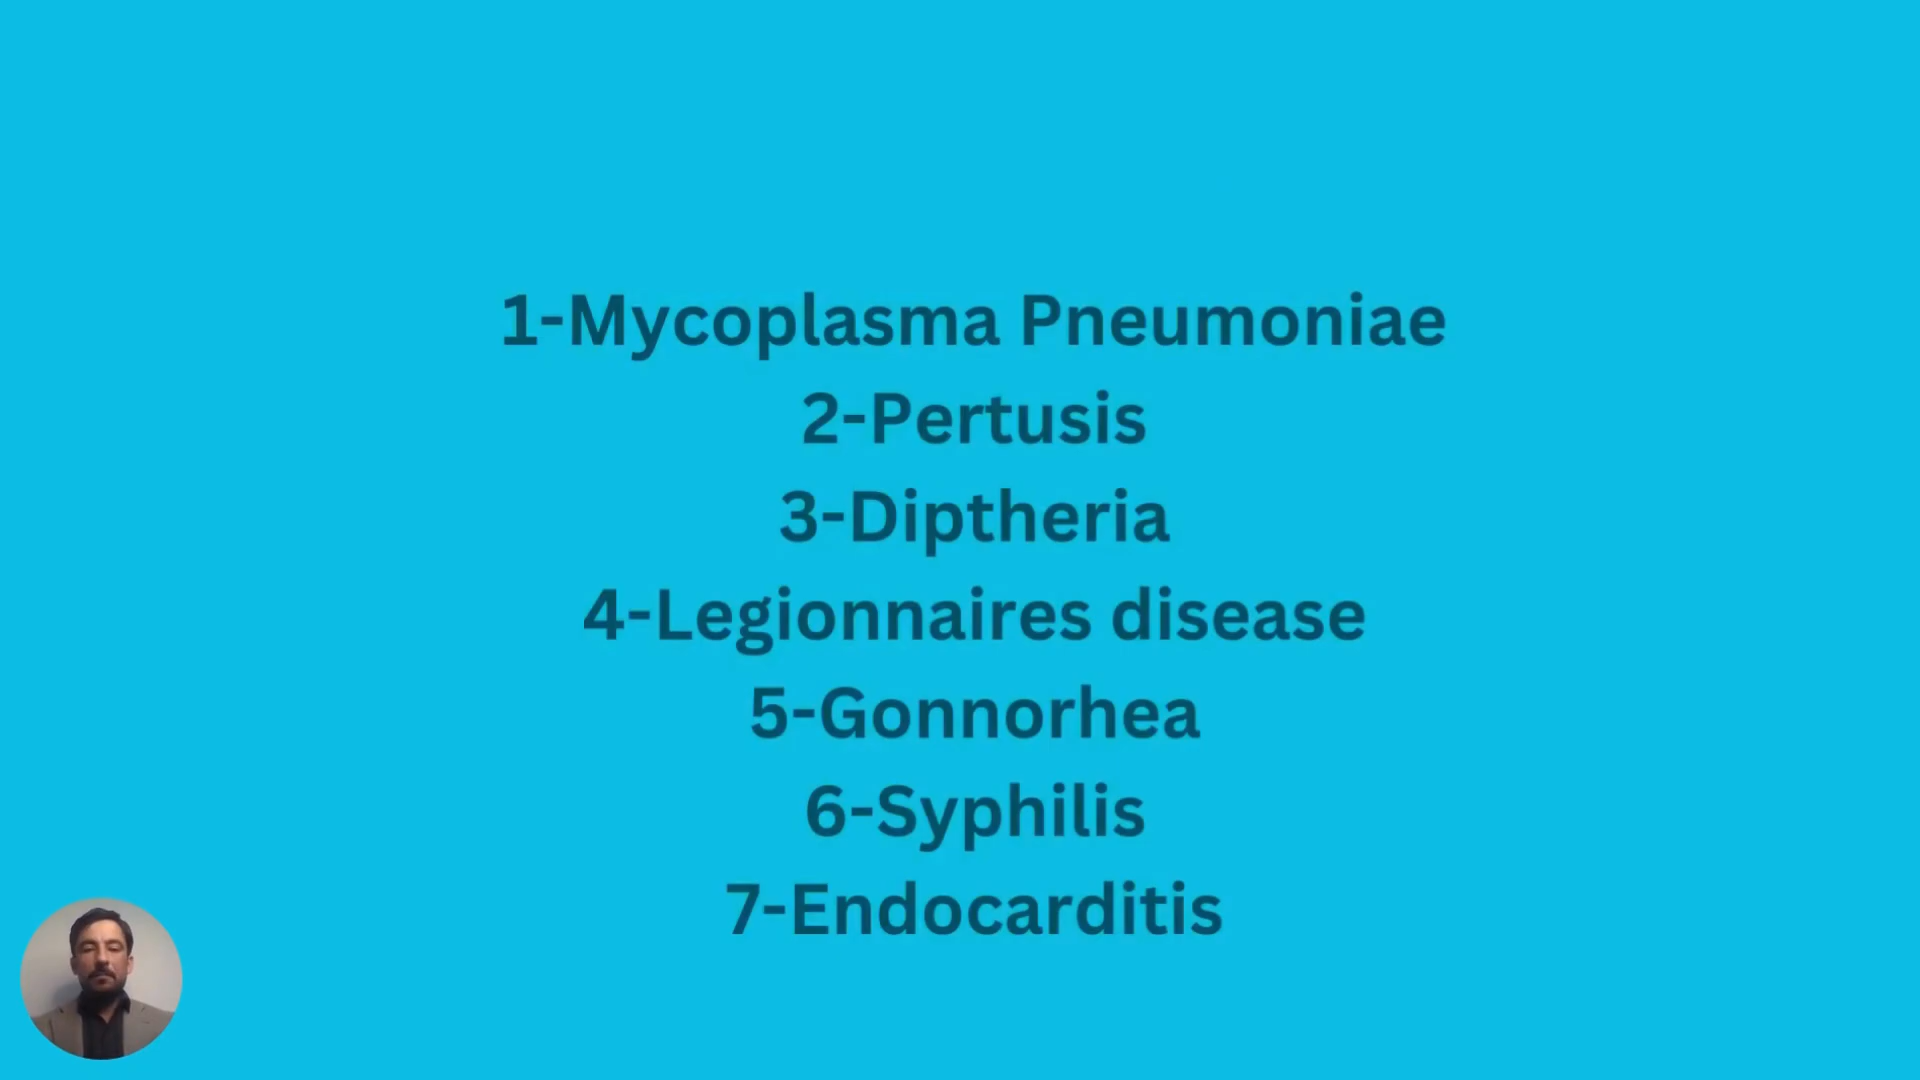 1-Mycoplasma Pneumoniae
2-Pertusis
3-Diptheria
4-Legionnaires disease
5-Gonnorhea
6-Syphilis
7-Endocarditis